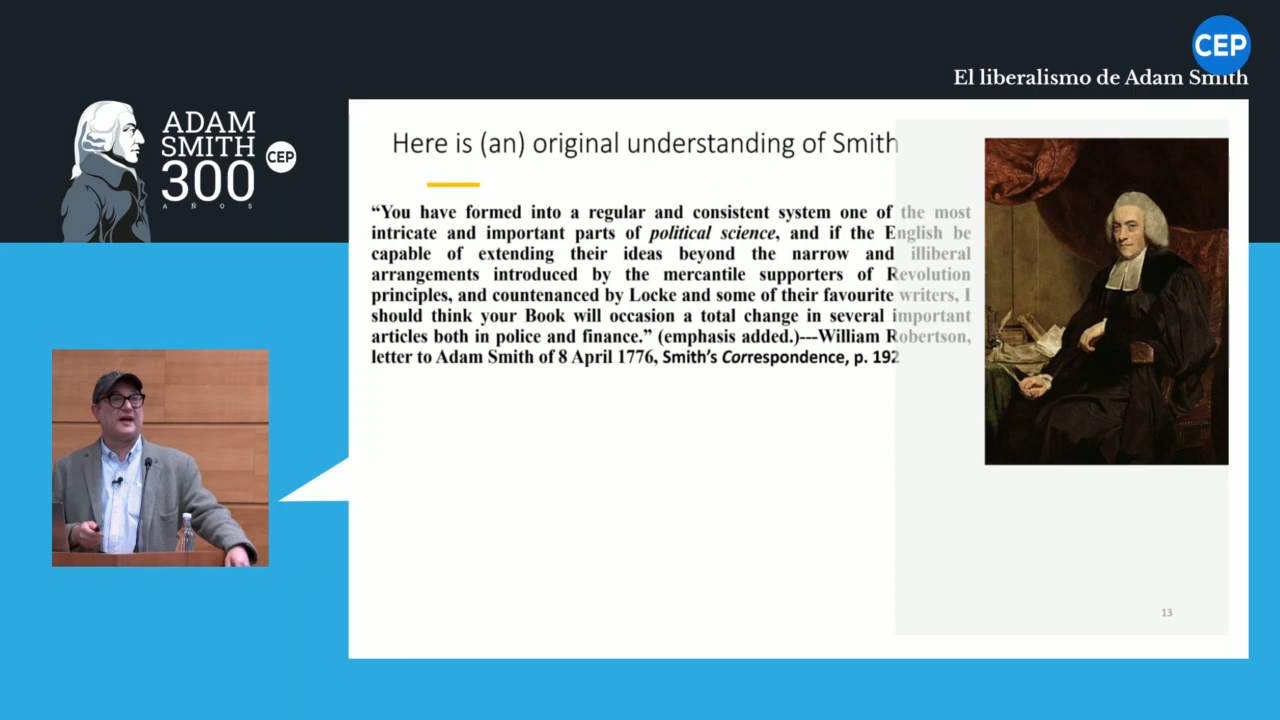 CEP
El liberalismo de Adam Smith
ADAM
SMITH
300
AÑOS
CEP
Here is (an) original understanding of Smith
“You have formed into a regular and consistent system one of the most
intricate and important parts of political science, and if the English be
capable of extending their ideas beyond the narrow and illiberal
arrangements introduced by the mercantile supporters of Revolution
principles, and countenanced by Locke and some of their favourite writers, I
should think your Book will occasion a total change in several important
articles both in police and finance.” (emphasis added.)---William Robertson,
letter to Adam Smith of 8 April 1776, Smith’s Correspondence, p. 192
13